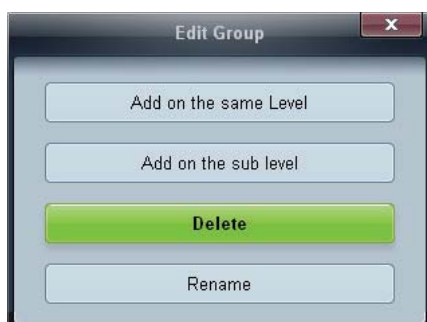 Edit Group
x
Add on the same Level
Add on the sub level
Delete
Rename